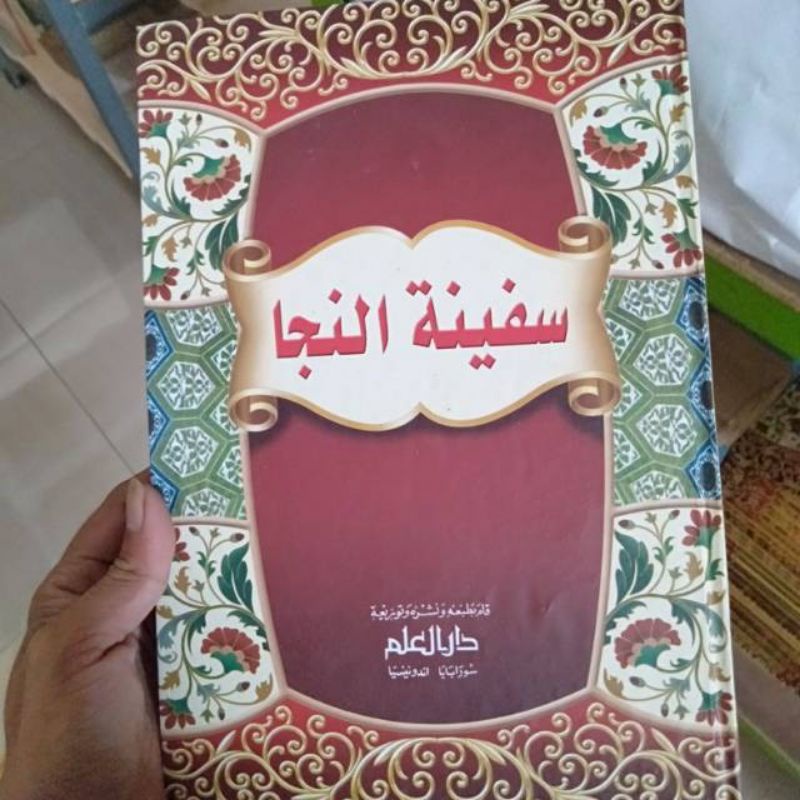 سفينة النجا
قام بطبعه ونشره وتوزيعه
دار العلم
سورابايا اندونيسيا